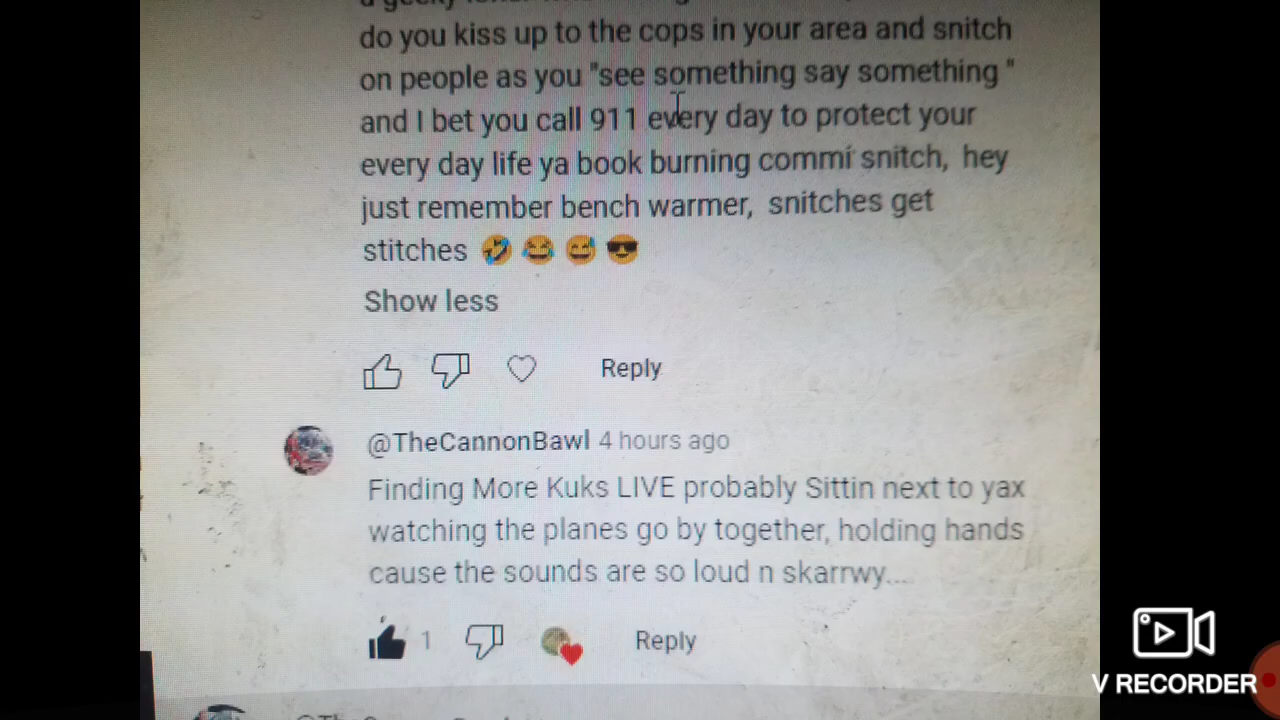 do you kiss up to the cops in your area and snitch
on people as you "see something say something "
and I bet you call 911 every day to protect your
every day life ya book burning commi snitch, hey
just remember bench warmer, snitches get
stitches 🤣 😂 😅 😎
Show less
Reply
@TheCannonBawl 4 hours ago
Finding More Kuks LIVE probably Sittin next to yax
watching the planes go by together, holding hands
cause the sounds are so loud n skarrwy...
1 Reply
V RECORDER